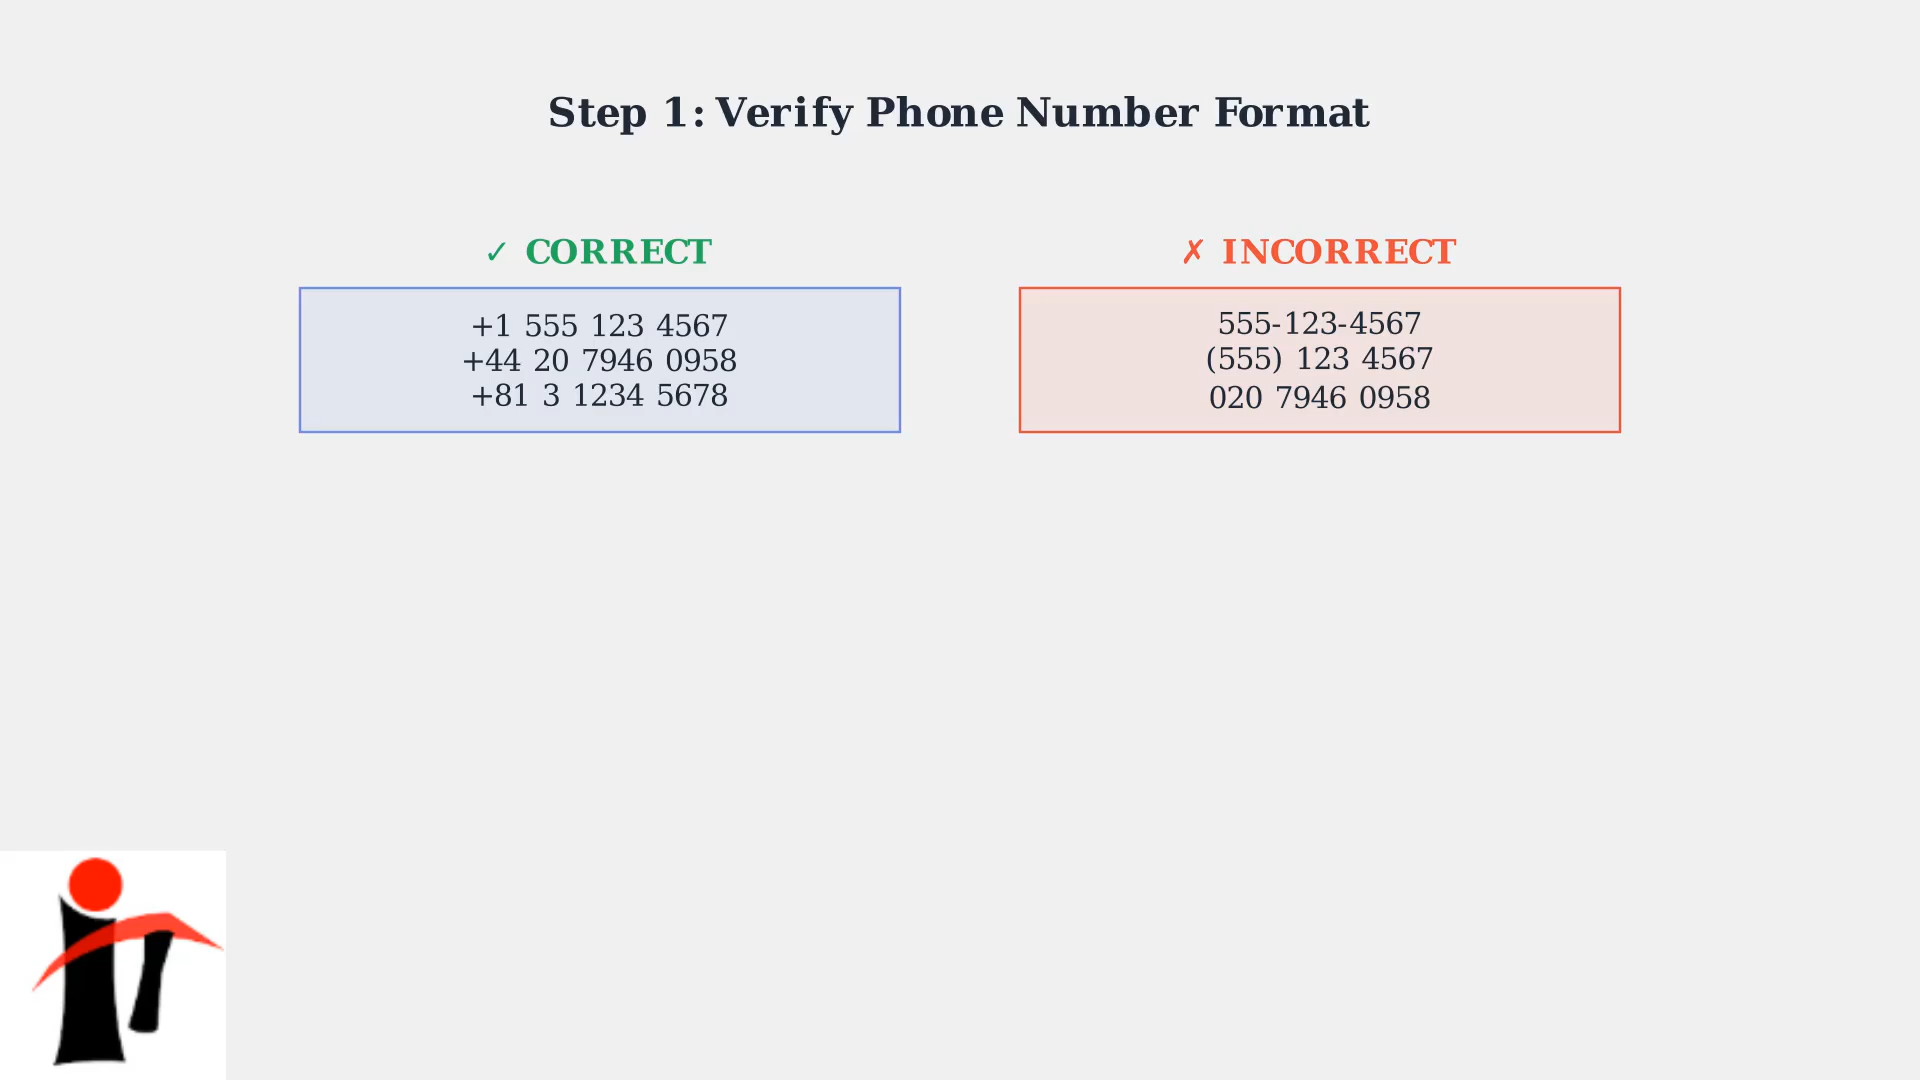 Step 1: Verify Phone Number Format
✓ CORRECT
+1 555 123 4567
+44 20 7946 0958
+81 3 1234 5678
✗ INCORRECT
555-123-4567
(555) 123 4567
020 7946 0958